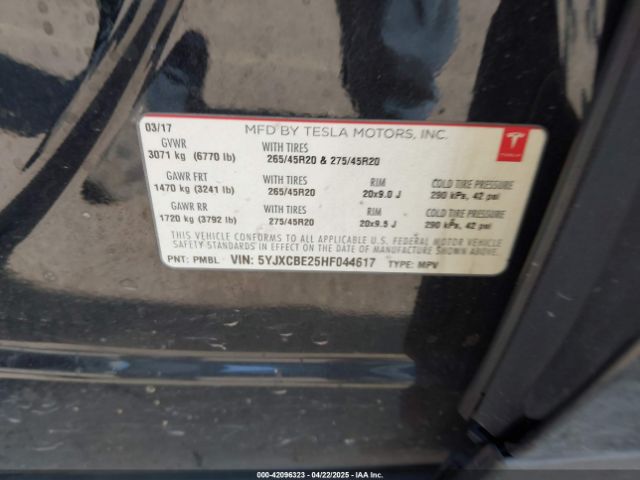 03/17 MFD BY TESLA MOTORS, INC.
GVWR WITH TIRES
3071 kg (6770 lb) 265/45R20 & 275/45R20
GAWR FRT WITH TIRES RIM COLD TIRE PRESSURE
1470 kg (3241 lb) 265/45R20 20x9.0 J 290 kPa, 42 psi
GAWR RR WITH TIRES RIM COLD TIRE PRESSURE
1720 kg (3792 lb) 275/45R20 20x9.5 J 290 kPa, 42 psi
THIS VEHICLE CONFORMS TO ALL APPLICABLE U.S. FEDERAL MOTOR VEHICLE
SAFETY STANDARDS IN EFFECT ON THE DATE OF MANUFACTURE SHOWN ABOVE.
PNT: PMBL VIN: 5YJXCBE25HF044617 TYPE: MPV
000-42096323 - 04/22/2025 - IAAI, Inc.